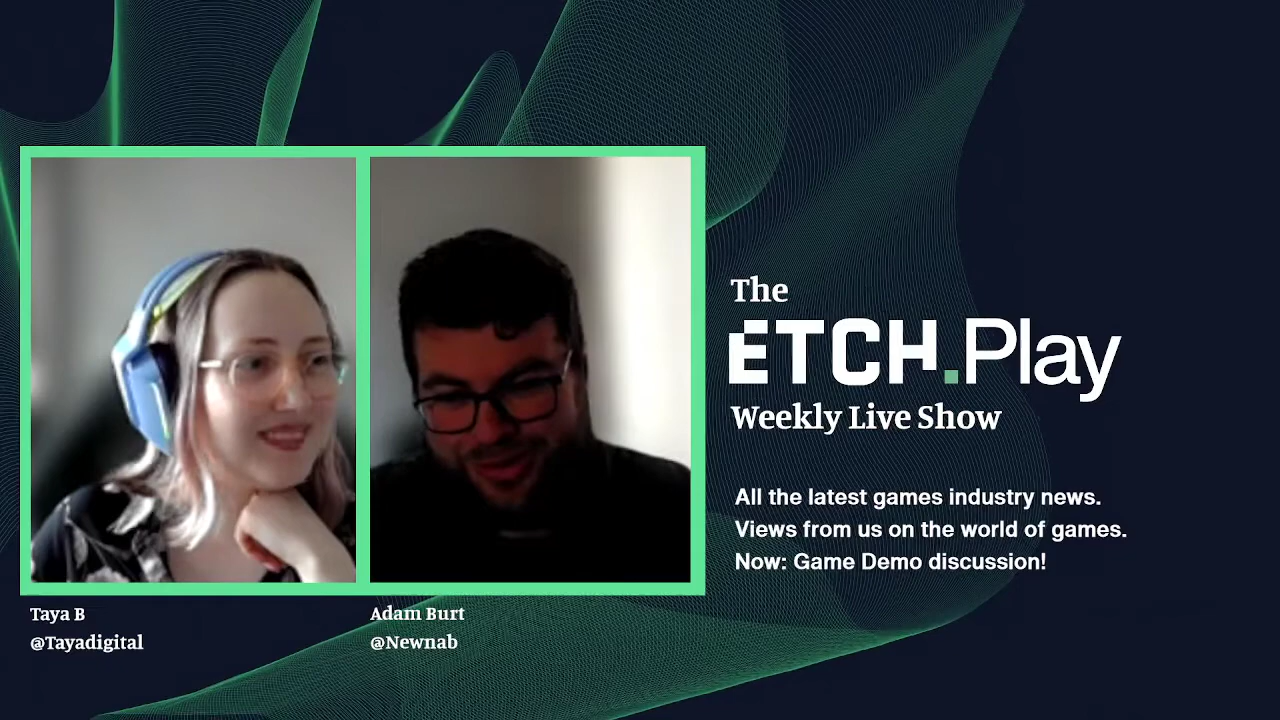 The
ETCH.Play
Weekly Live Show
All the latest games industry news.
Views from us on the world of games.
Now: Game Demo discussion!
Taya B
@Tayadigital
Adam Burt
@Newnab